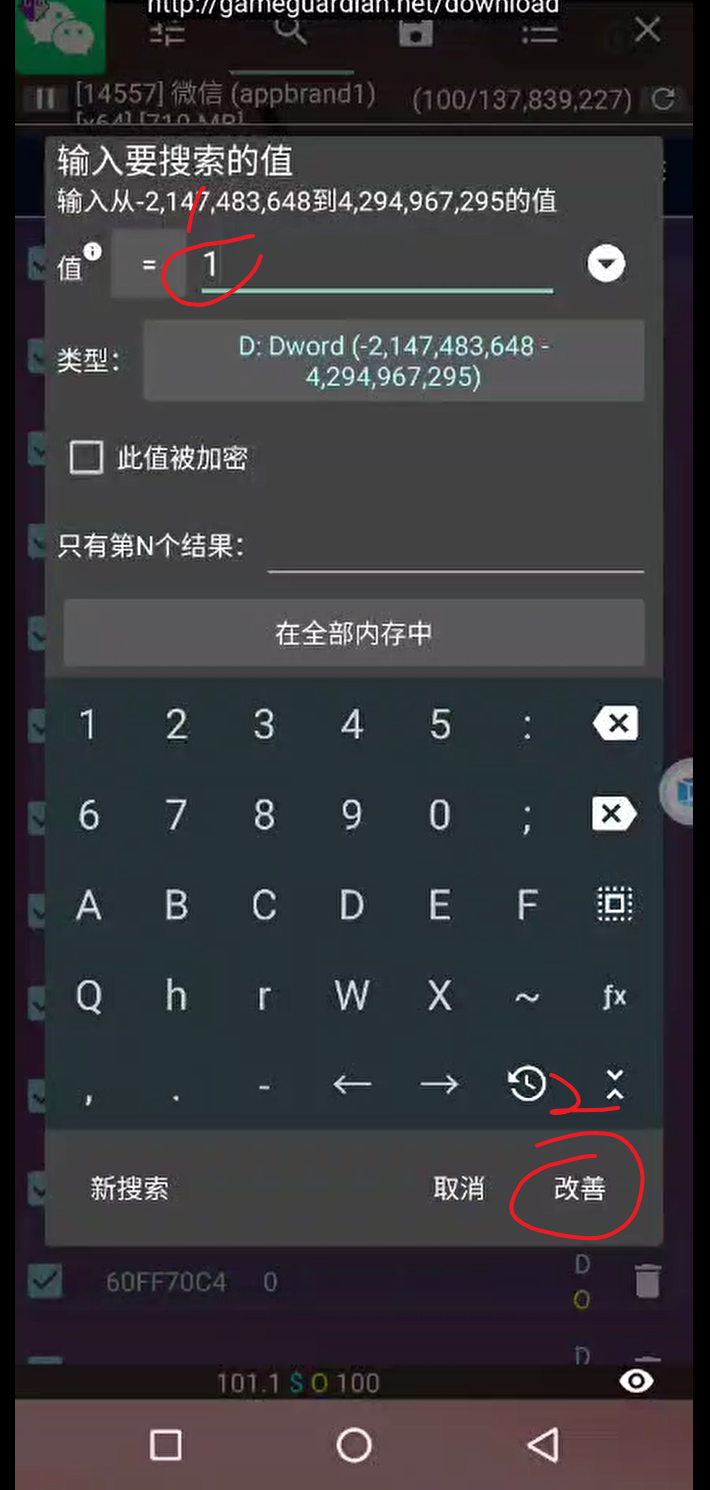 http://gameguardian.net/download
[14557] 微信 (appbrand1)
(100/137,839,227)
[x64] [710 MB]
输入要搜索的值
输入从-2,147,483,648到4,294,967,295的值
值 = 1
类型：
D: Dword (-2,147,483,648 -
4,294,967,295)
此值被加密
只有第N个结果：
在全部内存中
1 2 3 4 5 :
6 7 8 9 0 ;
A B C D E F
Q h r W X ~ ƒx
, . - ← →
新搜索 取消 改善
60FF70C4 0 D
O
D
101.1 S O 100
1
2